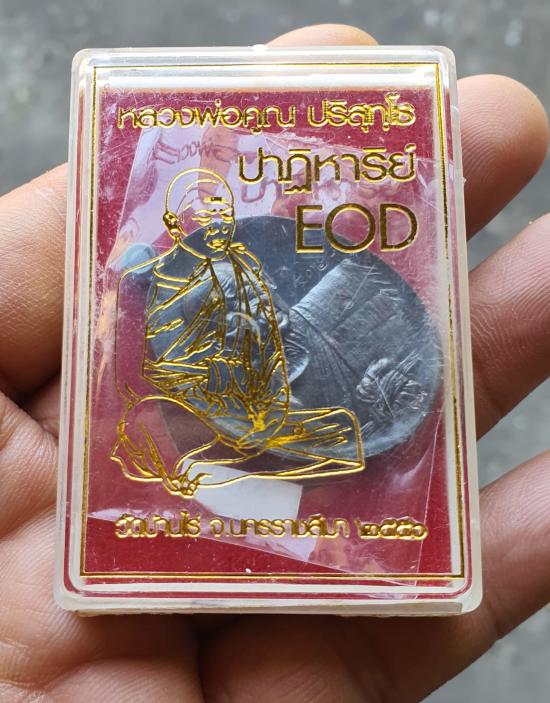 หลวงพ่อคูณ ปริสุทฺโธ
ปาฏิหาริย์
EOD
วัดบ้านไร่ จ.นครราชสีมา ๒๕๕๖